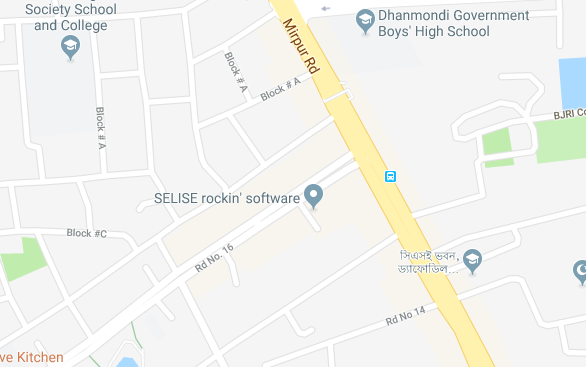 Society School
and College
Mirpur Rd
Dhanmondi Government
Boys' High School
Block # A
Block # A
Block # A
BJRI Co
SELISE rockin' software
Block #C
Rd No. 16
সিএসই ভবন,
ড্যাফোডিল...
Rd No 14
ve Kitchen